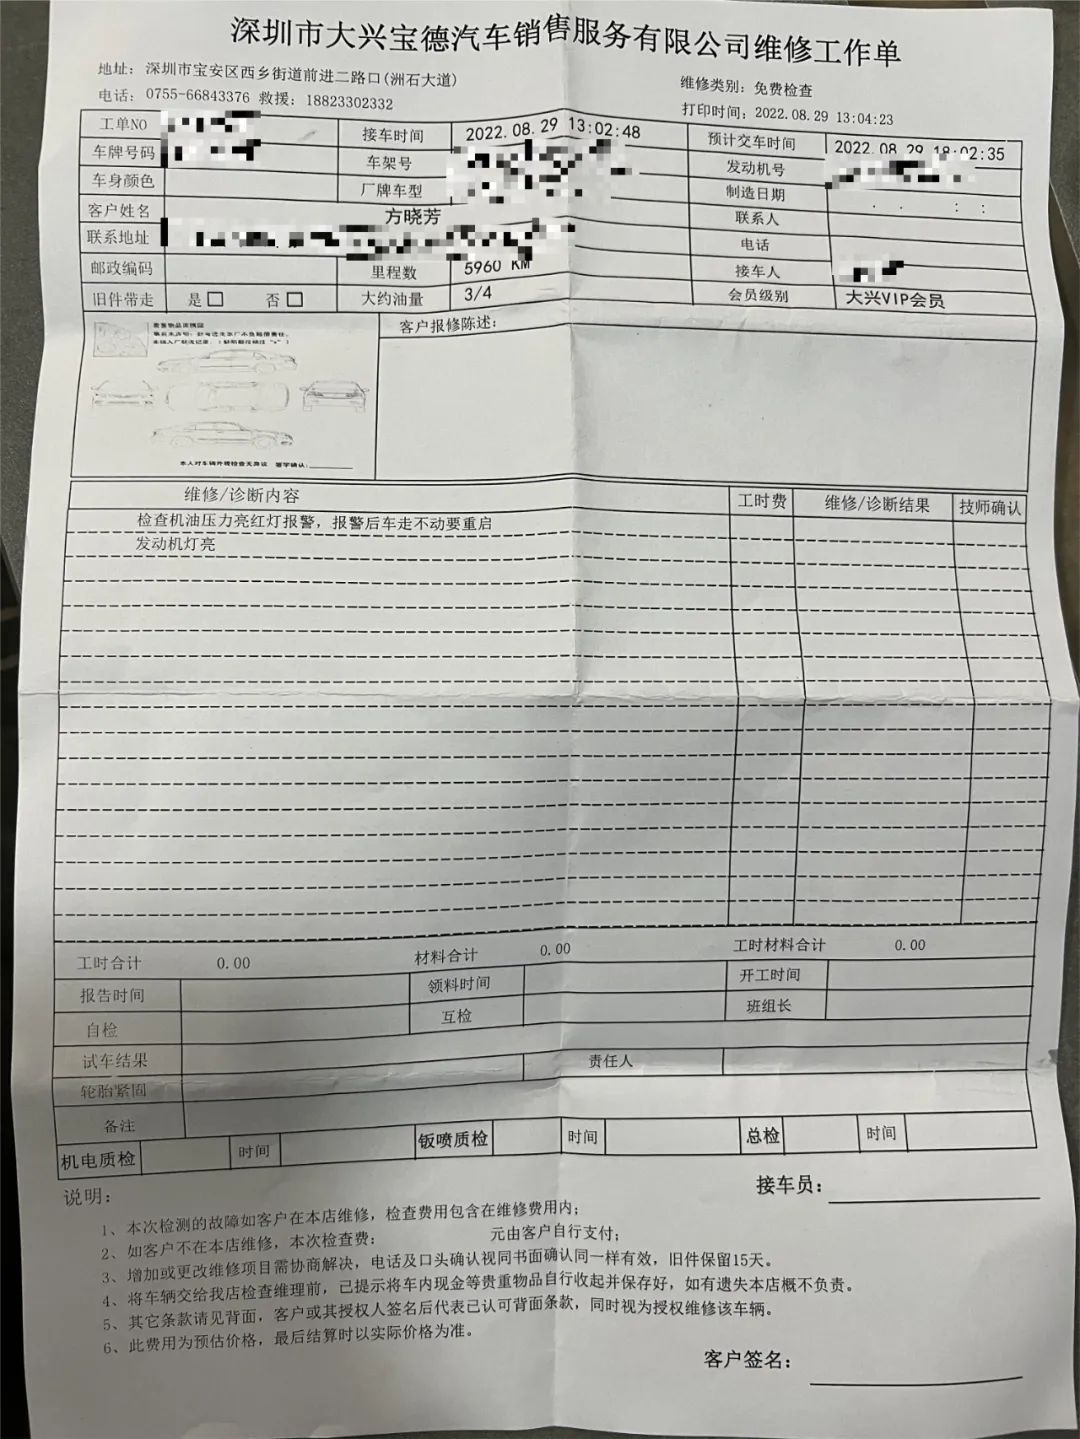 深圳市大兴宝德汽车销售服务有限公司维修工作单
地址：深圳市宝安区西乡街道前进二路口(洲石大道)
维修类别：免费检查
电话：0755-66843376 救援：18823302332
打印时间：2022.08.29 13:04:23
工单NO 接车时间 2022.08.29 13:02:48 预计交车时间 2022.08.29 18:02:35
车牌号码 车架号 发动机号
车身颜色 厂牌车型 制造日期 . . : :
客户姓名 方晓芳 联系人
联系地址 电话
邮政编码 里程数 5960 KM 接车人
旧件带走 是□ 否□ 大约油量 3/4 会员级别 大兴VIP会员
客户报修陈述：
本人对车辆外观检查无异议 签字确认：
维修/诊断内容 工时费 维修/诊断结果 技师确认
检查机油压力亮红灯报警，报警后车走不动要重启
发动机灯亮
工时合计 0.00 材料合计 0.00 工时材料合计 0.00
报告时间 领料时间 开工时间
自检 互检 班组长
试车结果 责任人
轮胎紧固
备注
机电质检 时间 钣喷质检 时间 总检 时间
说明：
接车员：
1、本次检测的故障如客户在本店维修，检查费用包含在维修费用内；
2、如客户不在本店维修，本次检查费： 元由客户自行支付；
3、增加或更改维修项目需协商解决，电话及口头确认视同书面确认同一样有效，旧件保留15天。
4、将车辆交给我店检查维理前，已提示将车内现金等贵重物品自行收起并保存好，如有遗失本店概不负责。
5、其它条款请见背面，客户或其授权人签名后代表已认可背面条款，同时视为授权维修该车辆。
6、此费用为预估价格，最后结算时以实际价格为准。
客户签名：